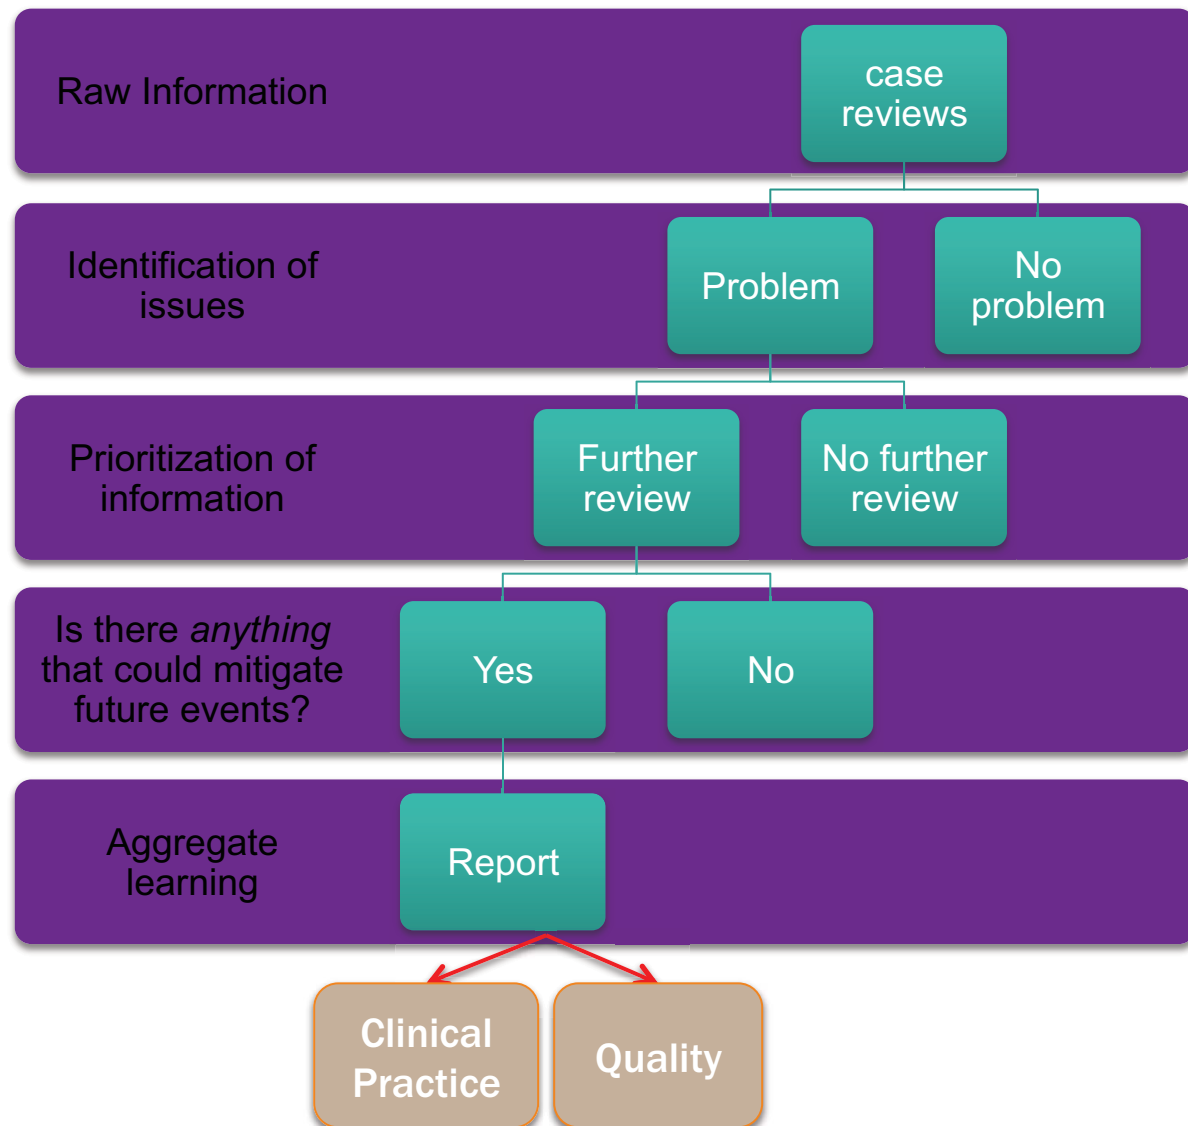 Raw Information
case
reviews
Identification of
issues
Problem
No
problem
Prioritization of
information
Further
review
No further
review
Is there anything
that could mitigate
future events?
Yes
No
Aggregate
learning
Report
Clinical
Practice
Quality